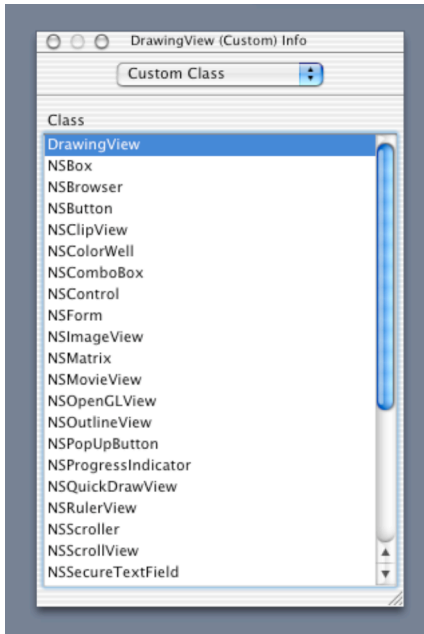 DrawingView (Custom) Info
Custom Class
Class
DrawingView
NSBox
NSBrowser
NSButton
NSClipView
NSColorWell
NSComboBox
NSControl
NSForm
NSImageView
NSMatrix
NSMovieView
NSOpenGLView
NSOutlineView
NSPopUpButton
NSProgressIndicator
NSQuickDrawView
NSRulerView
NSScroller
NSScrollView
NSSecureTextField